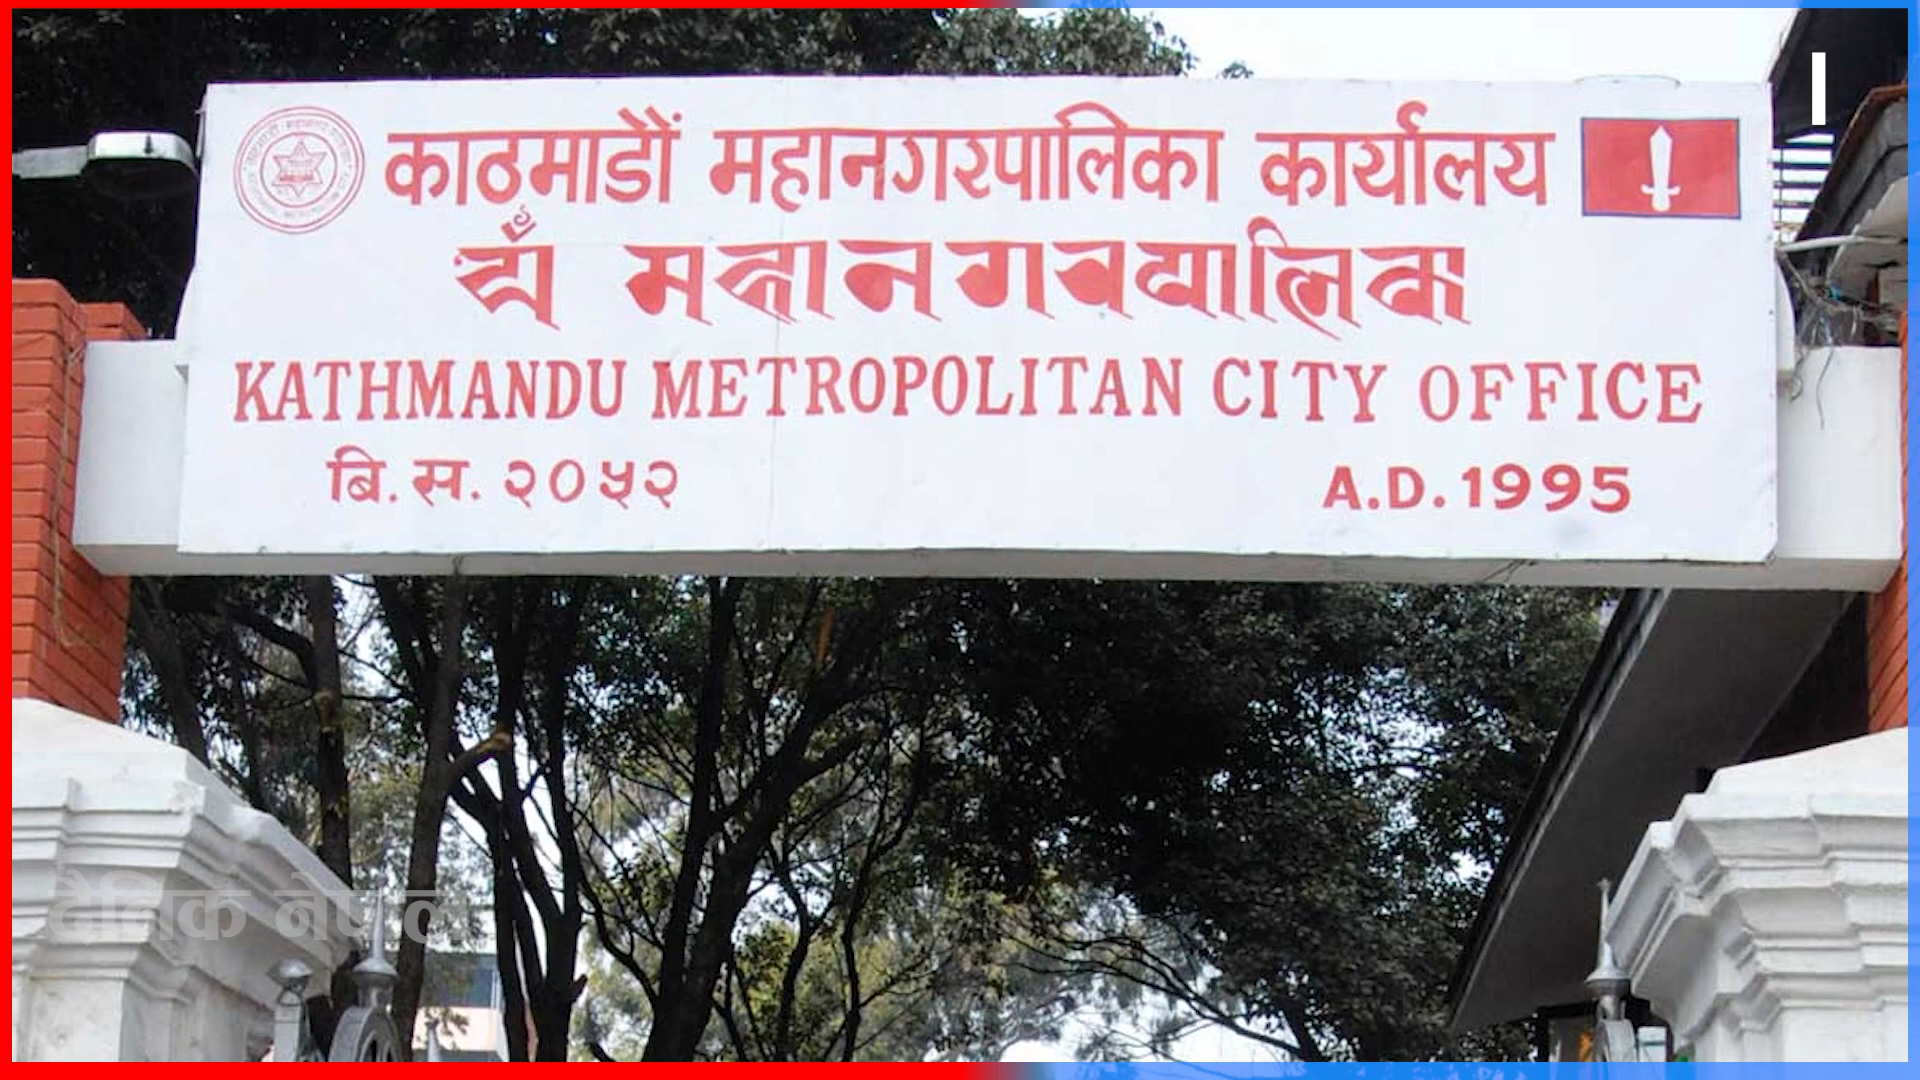 काठमाडौं महानगरपालिका कार्यालय
KATHMANDU METROPOLITAN CITY OFFICE
बि.स. २०५२
A.D. 1995
दैनिक नेपाल